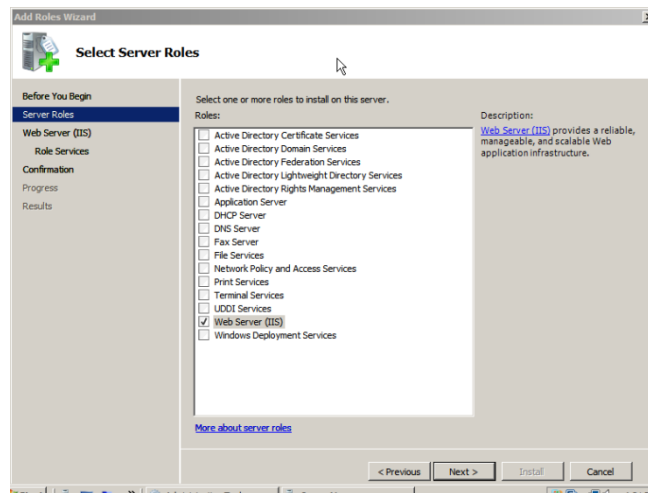 Add Roles Wizard
Select Server Roles
Before You Begin
Server Roles
Web Server (IIS)
Role Services
Confirmation
Progress
Results
Select one or more roles to install on this server.
Roles:
Active Directory Certificate Services
Active Directory Domain Services
Active Directory Federation Services
Active Directory Lightweight Directory Services
Active Directory Rights Management Services
Application Server
DHCP Server
DNS Server
Fax Server
File Services
Network Policy and Access Services
Print Services
Terminal Services
UDDI Services
Web Server (IIS)
Windows Deployment Services
More about server roles
Description:
Web Server (IIS) provides a reliable,
manageable, and scalable Web
application infrastructure.
< Previous
Next >
Install
Cancel